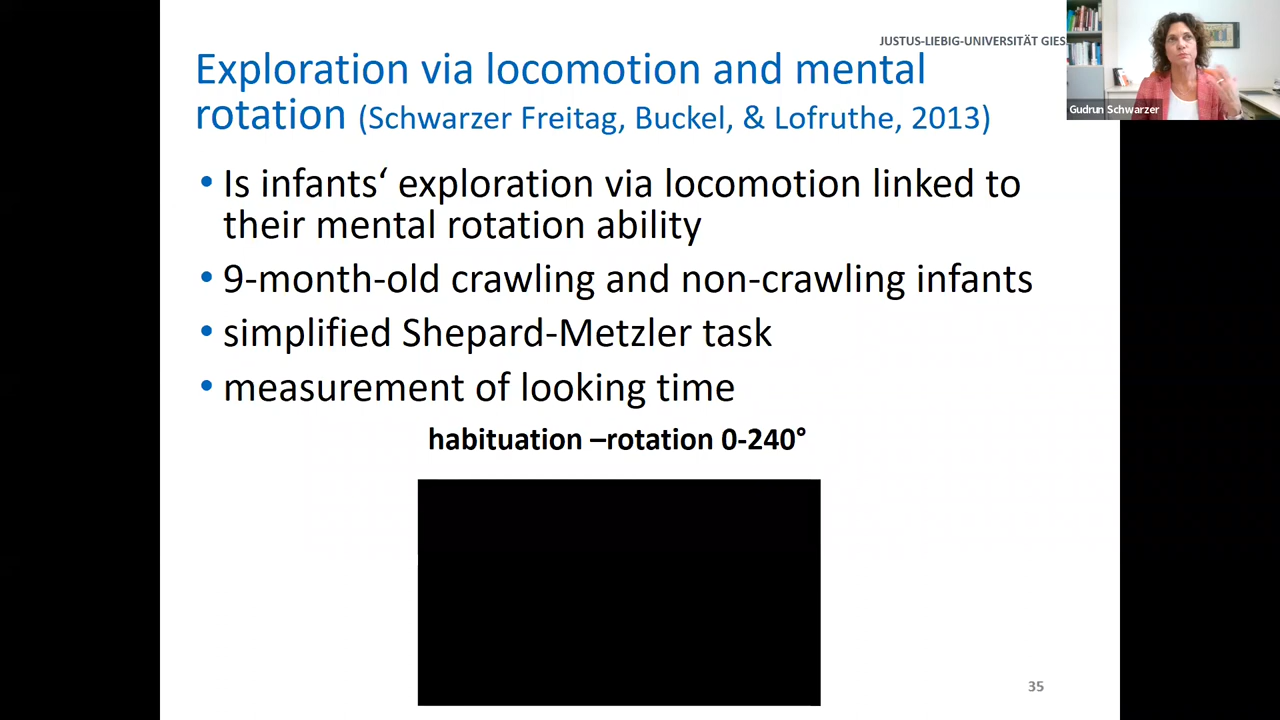 JUSTUS-LIEBIG-UNIVERSITÄT GIES
Exploration via locomotion and mental
rotation (Schwarzer Freitag, Buckel, & Lofruthe, 2013)
• Is infants‘ exploration via locomotion linked to
their mental rotation ability
• 9-month-old crawling and non-crawling infants
• simplified Shepard-Metzler task
• measurement of looking time
habituation –rotation 0-240°
35
Gudrun Schwarzer